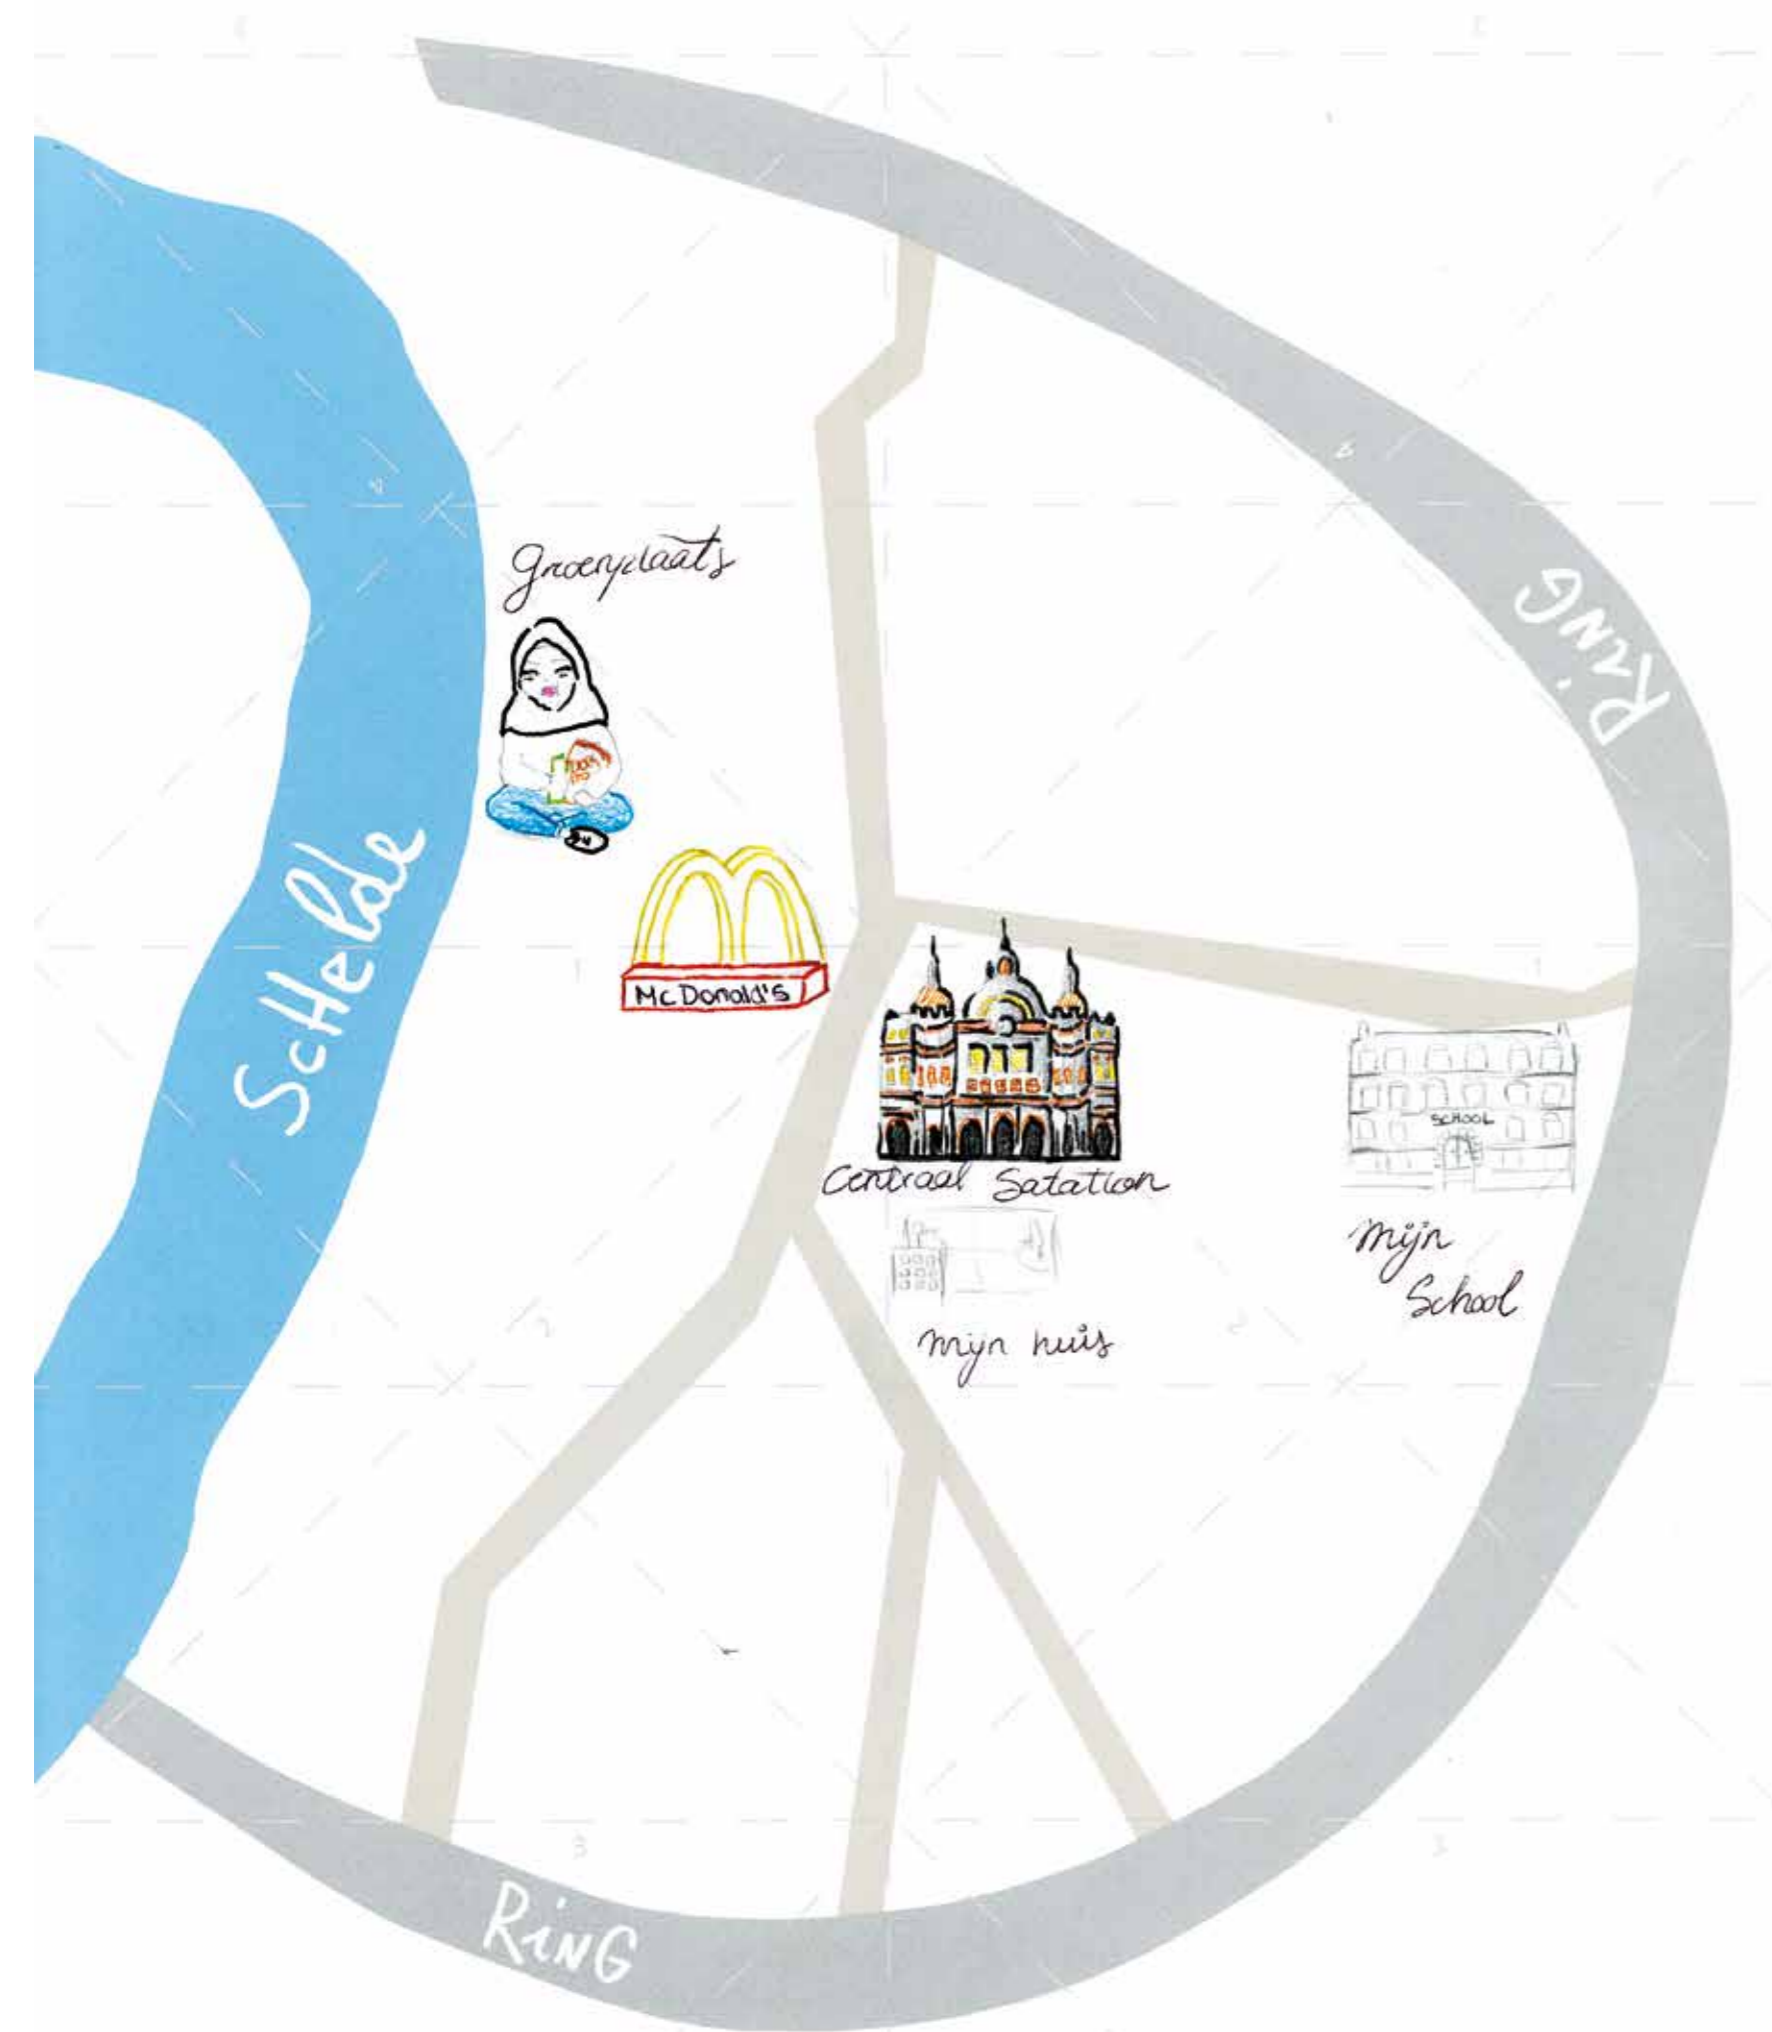 RiNG
Groenplaats
SCHelde
McDonald's
Centraal Satation
SCHOOL
Mijn
School
Mijn huis
RiNG